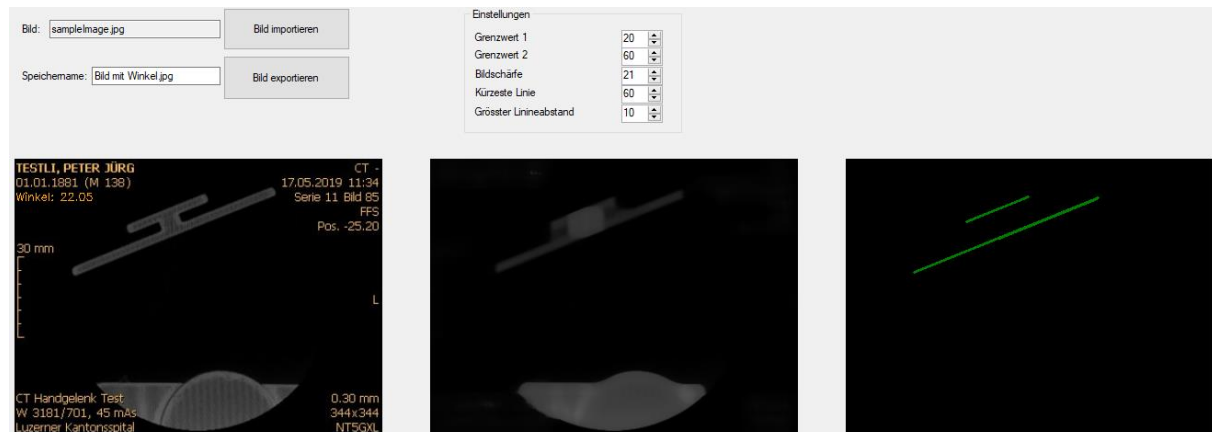 Bild: sampleImage.jpg
Bild importieren
Speichername: Bild mit Winkel.jpg
Bild exportieren
Einstellungen
Grenzwert 1 20
Grenzwert 2 60
Bildschärfe 21
Kürzeste Linie 60
Grösster Linineabstand 10
TESTLI, PETER JÜRG
01.01.1881 (M 138)
Winkel: 22.05
CT -
17.05.2019 11:34
Serie 11 Bild 85
FFS
Pos. -25.20
30 mm
L
CT Handgelenk Test
W 3181/701, 45 mAs
Luzerner Kantonsspital
0.30 mm
344x344
NT5GXL